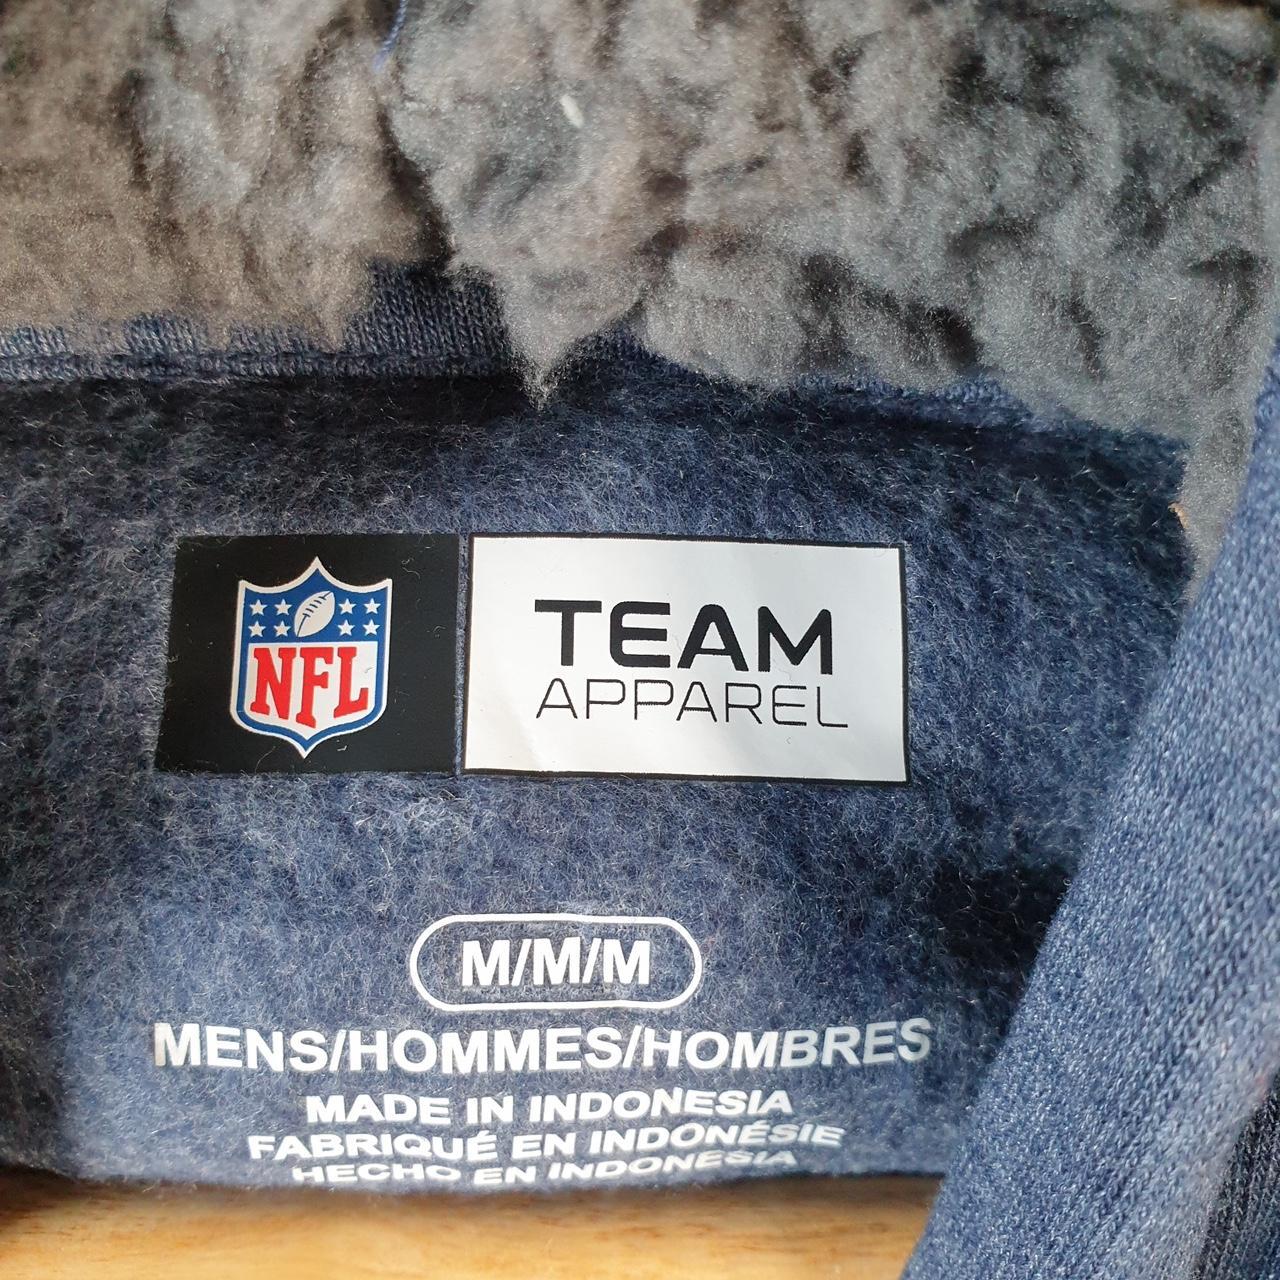 NFL
TEAM
APPAREL
M/M/M
MENS/HOMMES/HOMBRES
MADE IN INDONESIA
FABRIQUÉ EN INDONÉSIE
HECHO EN INDONESIA